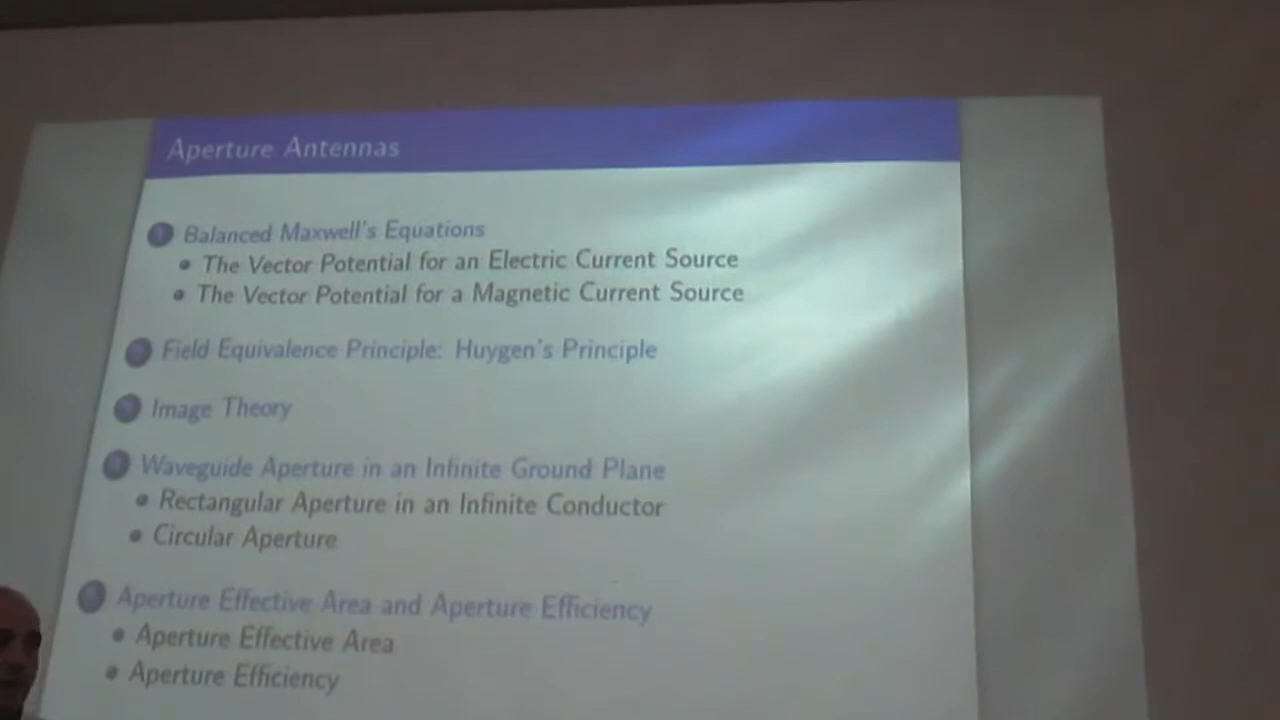 Aperture Antennas
1 Balanced Maxwell's Equations
• The Vector Potential for an Electric Current Source
• The Vector Potential for a Magnetic Current Source
Field Equivalence Principle: Huygen's Principle
Image Theory
Waveguide Aperture in an Infinite Ground Plane
• Rectangular Aperture in an Infinite Conductor
• Circular Aperture
Aperture Effective Area and Aperture Efficiency
• Aperture Effective Area
• Aperture Efficiency